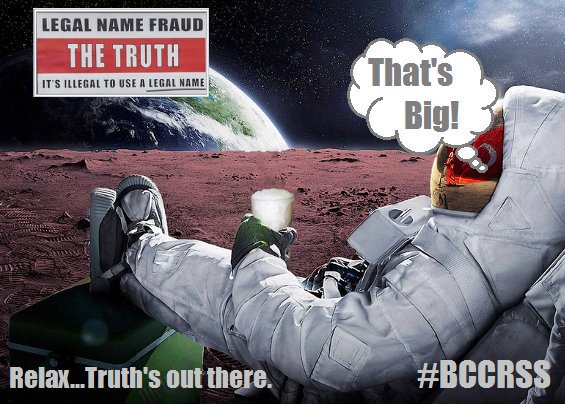 LEGAL NAME FRAUD
THE TRUTH
IT'S ILLEGAL TO USE A LEGAL NAME
That's
Big!
Relax...Truth's out there.
#BCCRSS